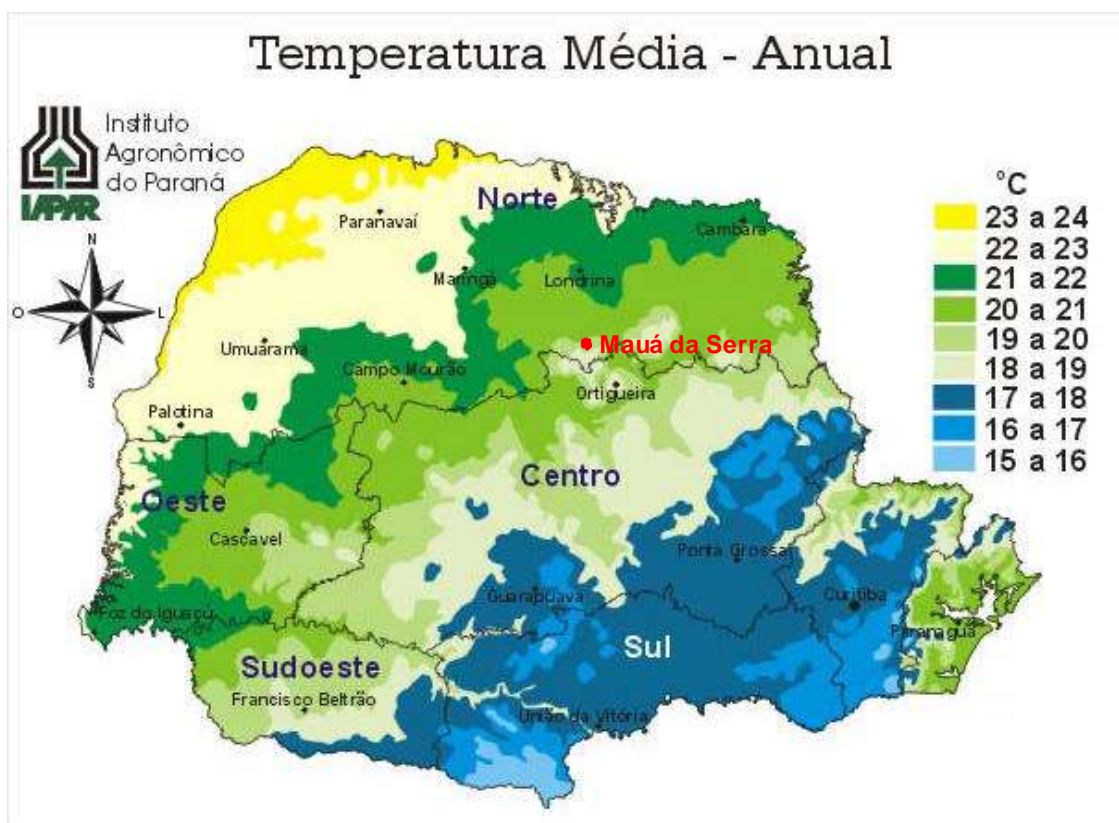 Temperatura Média - Anual
Instituto
Agronômico
do Paraná
IAPAR
N
O
L
S
°C
23 a 24
22 a 23
21 a 22
20 a 21
19 a 20
18 a 19
17 a 18
16 a 17
15 a 16
Norte
Paranavaí
Cambará
Maringá
Londrina
Umuarama
Mauá da Serra
Campo Mourão
Ortigueira
Palotina
Centro
Oeste
Cascavel
Ponta Grossa
Guarapuava
Curitiba
Foz do Iguaçú
Paranaguá
Sul
Sudoeste
Francisco Beltrão
União da Vitória